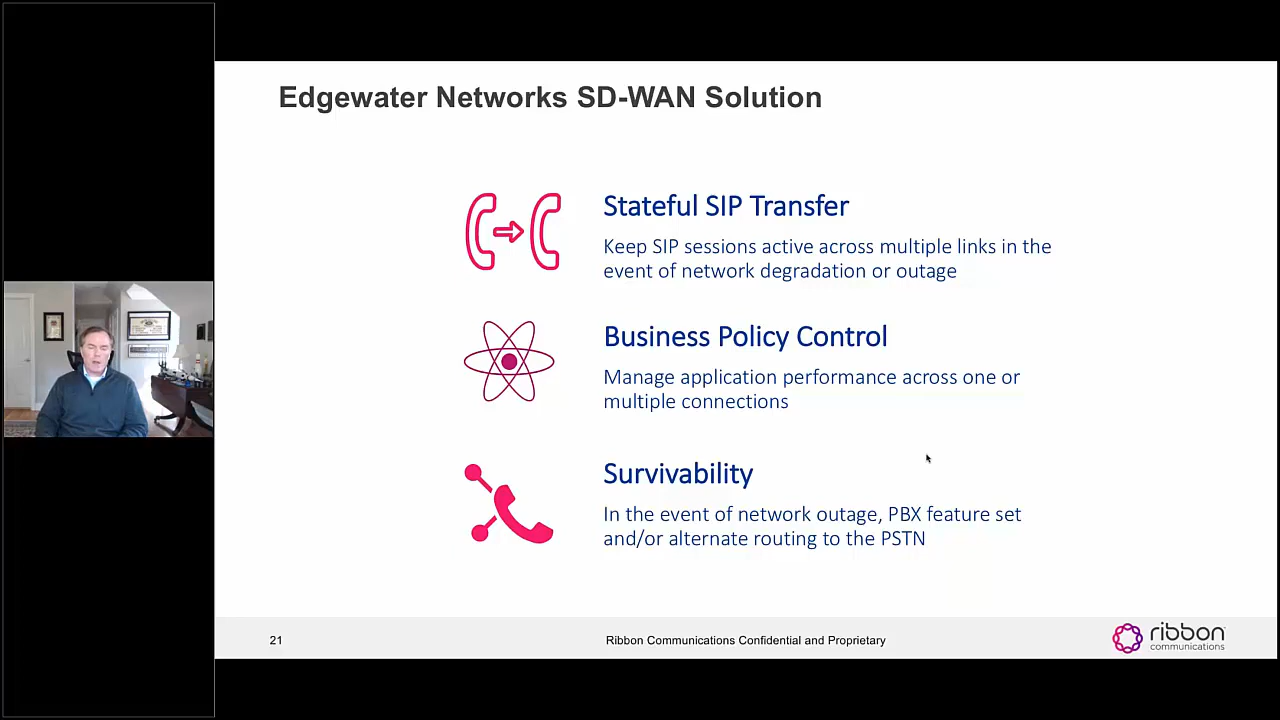 Edgewater Networks SD-WAN Solution
Stateful SIP Transfer
Keep SIP sessions active across multiple links in the
event of network degradation or outage
Business Policy Control
Manage application performance across one or
multiple connections
Survivability
In the event of network outage, PBX feature set
and/or alternate routing to the PSTN
21
Ribbon Communications Confidential and Proprietary
ribbon
communications